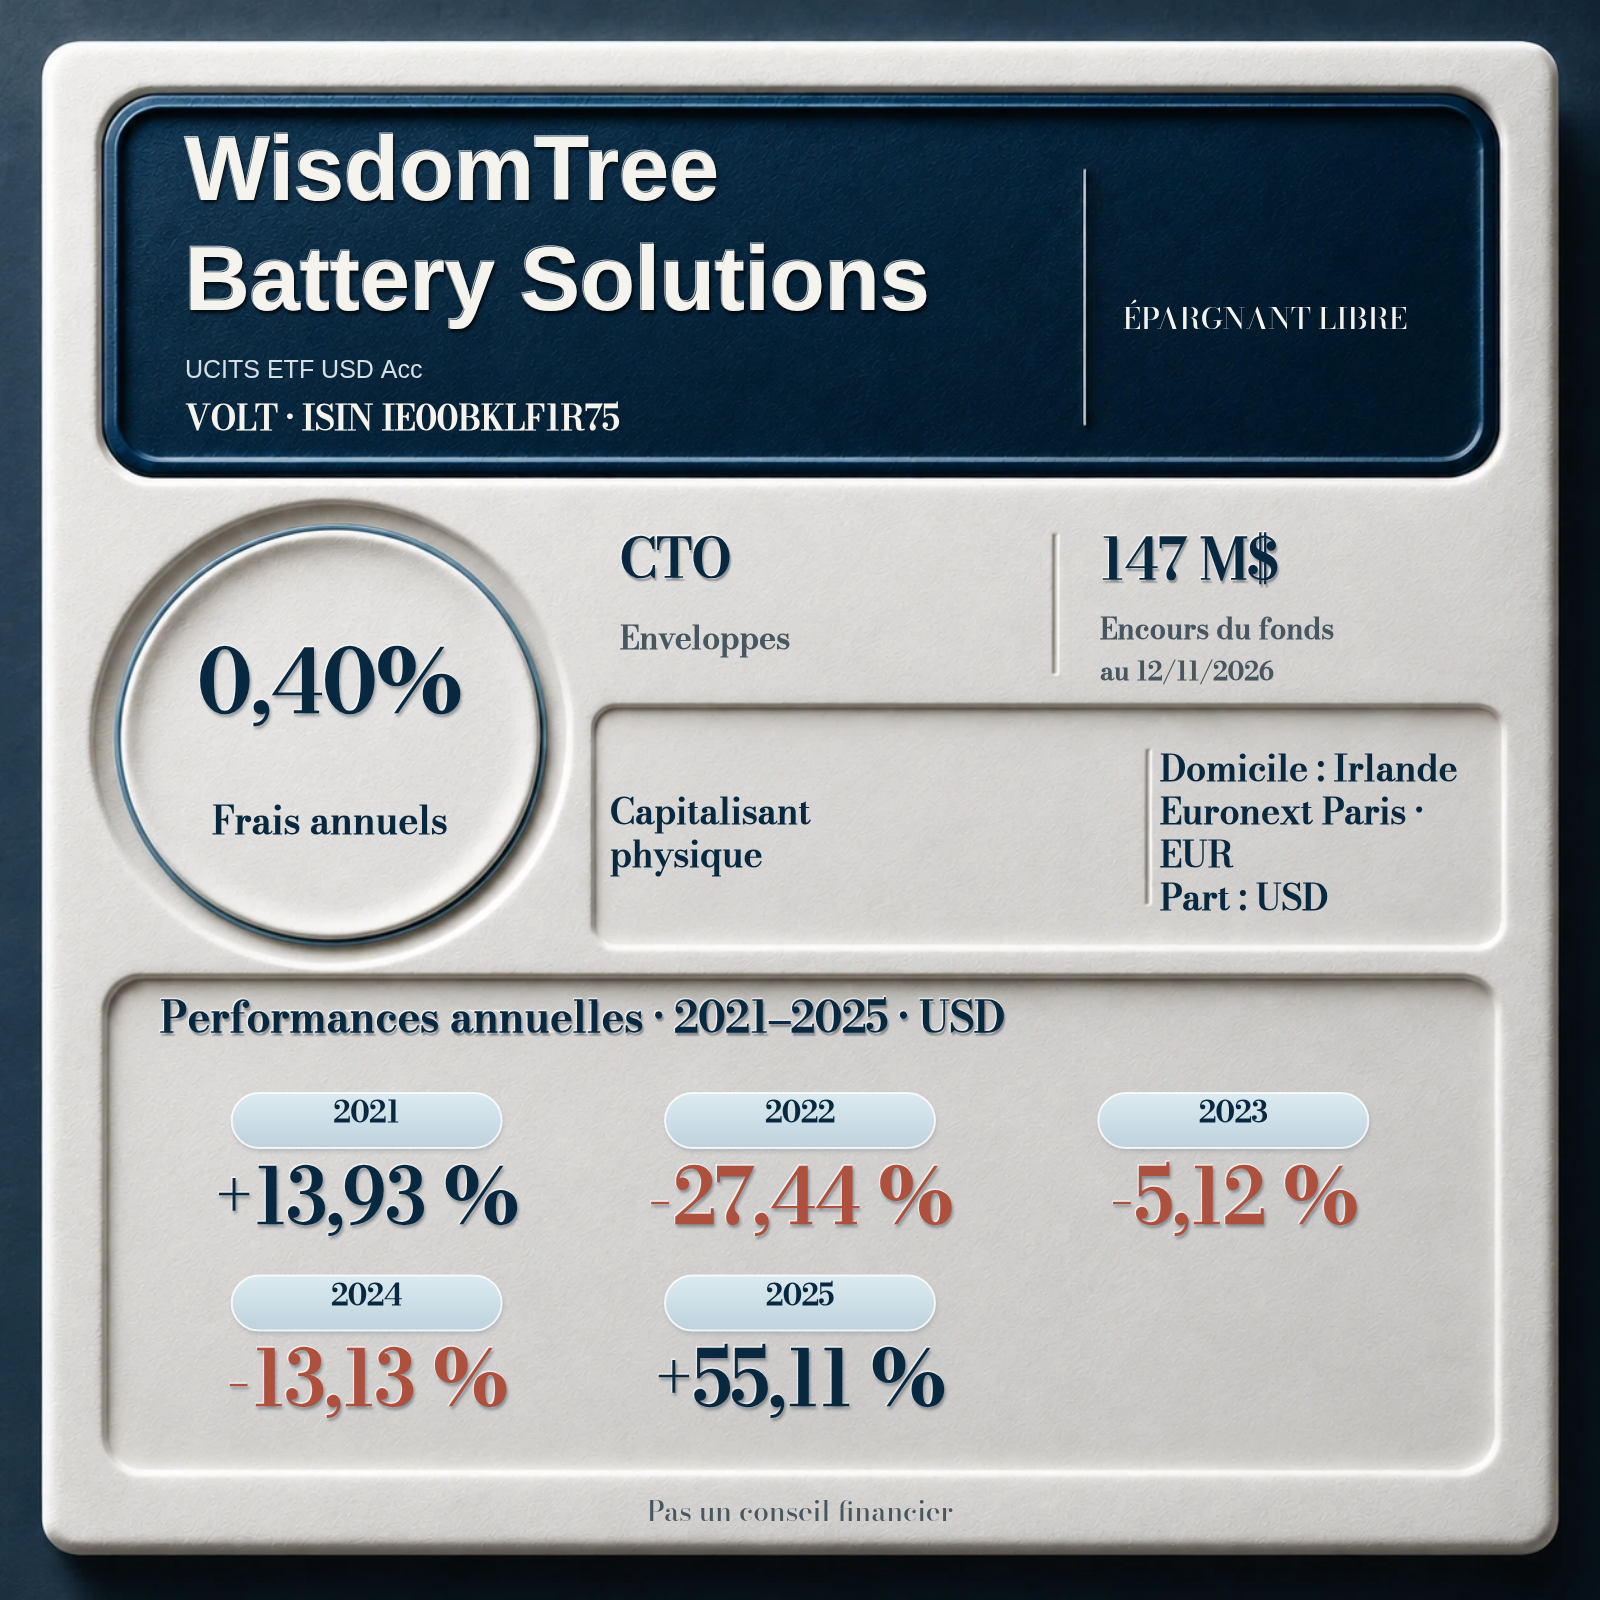 WisdomTree
Battery Solutions
UCITS ETF USD Acc
VOLT · ISIN IE00BKLF1R75
ÉPARGNANT LIBRE
0,40%
Frais annuels
CTO
Enveloppes
147 M$
Encours du fonds
au 12/11/2026
Capitalisant
physique
Domicile : Irlande
Euronext Paris ·
EUR
Part : USD
Performances annuelles · 2021–2025 · USD
2021
+13,93 %
2022
-27,44 %
2023
-5,12 %
2024
-13,13 %
2025
+55,11 %
Pas un conseil financier